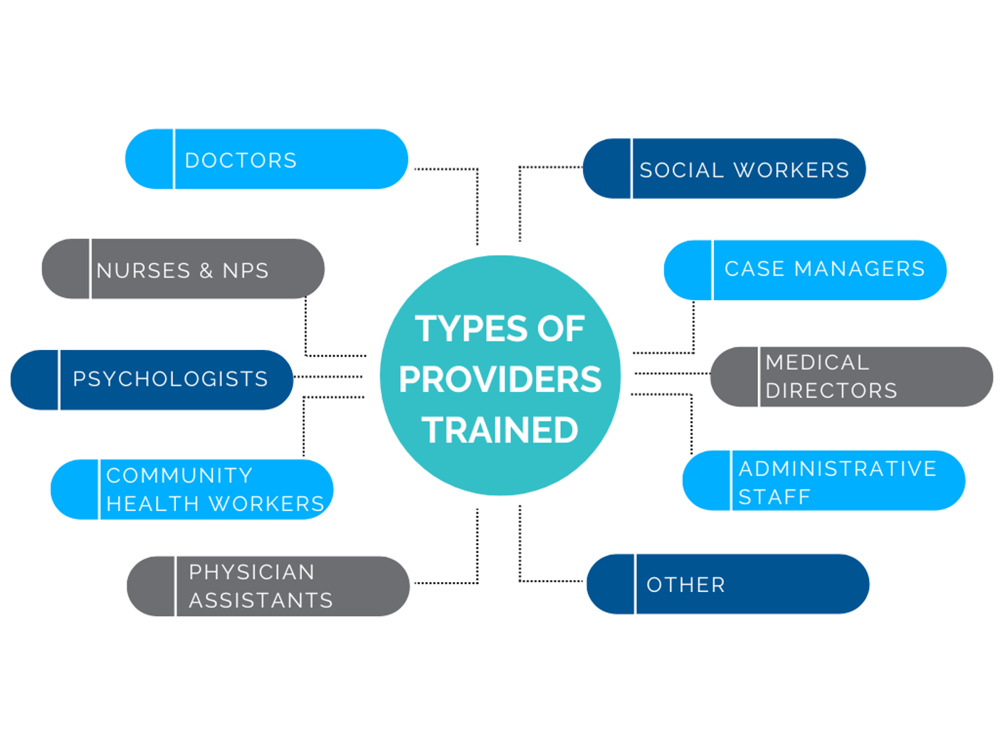 DOCTORS
SOCIAL WORKERS
NURSES & NPS
CASE MANAGERS
TYPES OF
PROVIDERS
TRAINED
PSYCHOLOGISTS
MEDICAL
DIRECTORS
COMMUNITY
HEALTH WORKERS
ADMINISTRATIVE
STAFF
PHYSICIAN
ASSISTANTS
OTHER